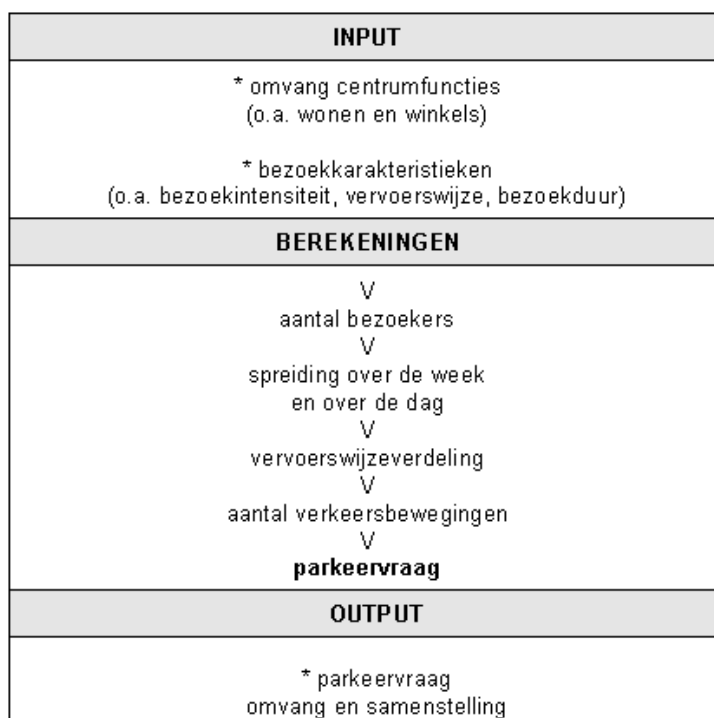 INPUT
* omvang centrumfuncties
(o.a. wonen en winkels)
* bezoekkarakteristieken
(o.a. bezoekintensiteit, vervoerswijze, bezoekduur)
BEREKENINGEN
V
aantal bezoekers
V
spreiding over de week
en over de dag
V
vervoerswijzeverdeling
V
aantal verkeersbewegingen
V
parkeervraag
OUTPUT
* parkeervraag
omvang en samenstelling